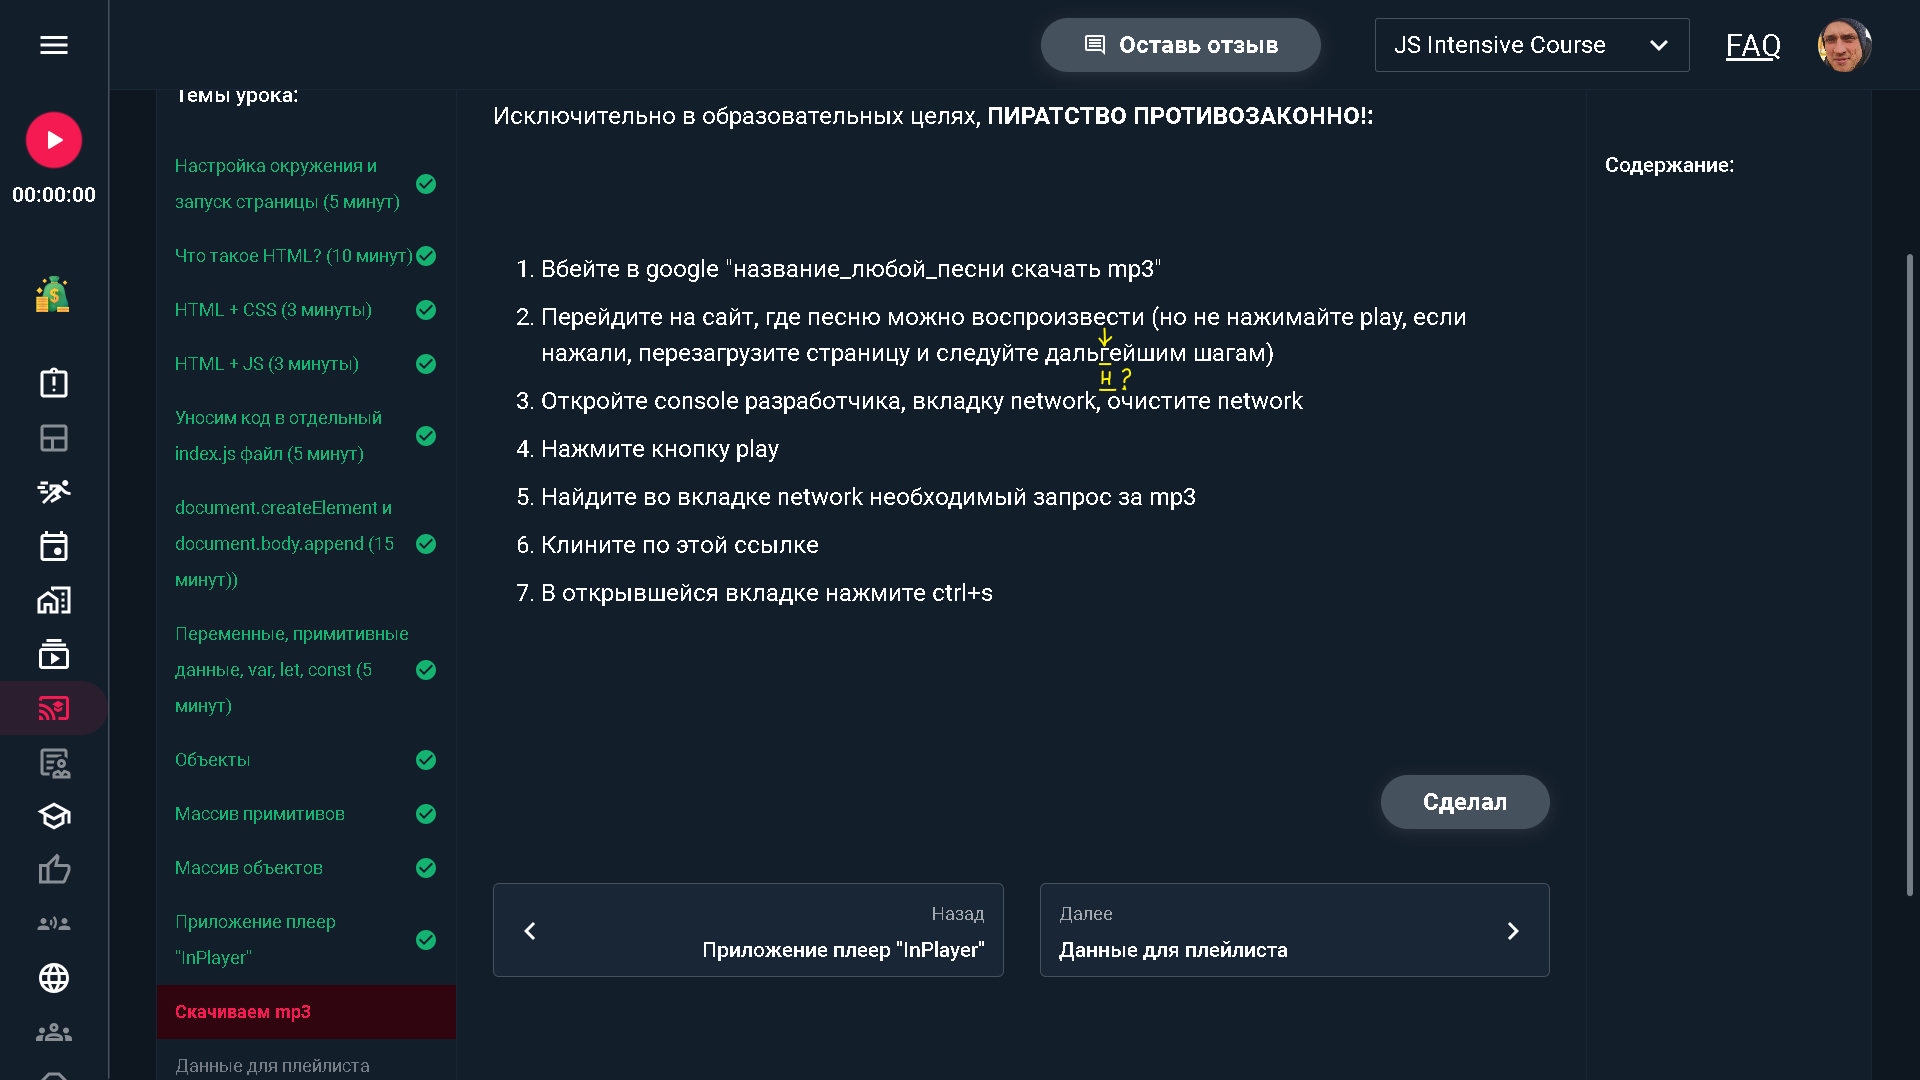 Оставь отзыв
JS Intensive Course
FAQ
00:00:00
Темы урока:
Настройка окружения и
запуск страницы (5 минут)
Что такое HTML? (10 минут)
HTML + CSS (3 минуты)
HTML + JS (3 минуты)
Уносим код в отдельный
index.js файл (5 минут)
document.createElement и
document.body.append (15
минут))
Переменные, примитивные
данные, var, let, const (5
минут)
Объекты
Массив примитивов
Массив объектов
Приложение плеер
"InPlayer"
Скачиваем mp3
Данные для плейлиста
Исключительно в образовательных целях, ПИРАТСТВО ПРОТИВОЗАКОННО!:
1. Вбейте в google "название_любой_песни скачать mp3"
2. Перейдите на сайт, где песню можно воспроизвести (но не нажимайте play, если
нажали, перезагрузите страницу и следуйте дальгейшим шагам)
н?
3. Откройте console разработчика, вкладку network, очистите network
4. Нажмите кнопку play
5. Найдите во вкладке network необходимый запрос за mp3
6. Клините по этой ссылке
7. В открывшейся вкладке нажмите ctrl+s
Сделал
Назад
Приложение плеер "InPlayer"
Далее
Данные для плейлиста
Содержание: